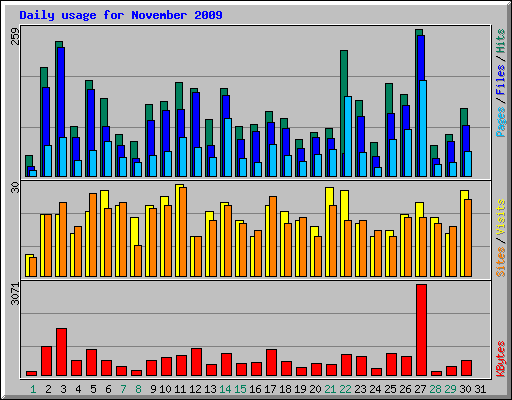 Daily usage for November 2009
259
Pages / Files / Hits
30
Sites / Visits
3071
KBytes
1 2 3 4 5 6 7 8 9 10 11 12 13 14 15 16 17 18 19 20 21 22 23 24 25 26 27 28 29 30 31